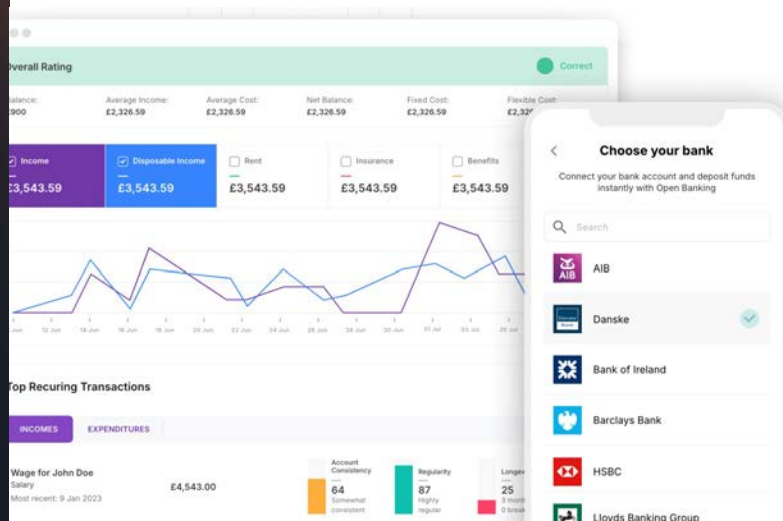 Overall Rating
Correct
Balance:
Average Income:
Average Cost:
Net Balance:
Fixed Cost:
Flexible Cost:
£900
£2,326.59
£2,326.59
£2,326.59
£2,326.59
Income
Disposable Income
Rent
Insurance
Benefits
£3,543.59
£3,543.59
£3,543.59
£3,543.59
£3,543.59
12 Jun
Top Recuring Transactions
INCOMES
EXPENDITURES
Wage for John Doe
Salary
Most recent: 9 Jan 2023
£4,543.00
Account
Consistency
64
Somewhat
consistent
Regularity
87
Highly
regular
25
Choose your bank
Connect your bank account and deposit funds
instantly with Open Banking
Search
AIB
AIB
Danske
Danske
Bank
Bank of Ireland
Barclays Bank
HSBC
Lloyds Banking Group